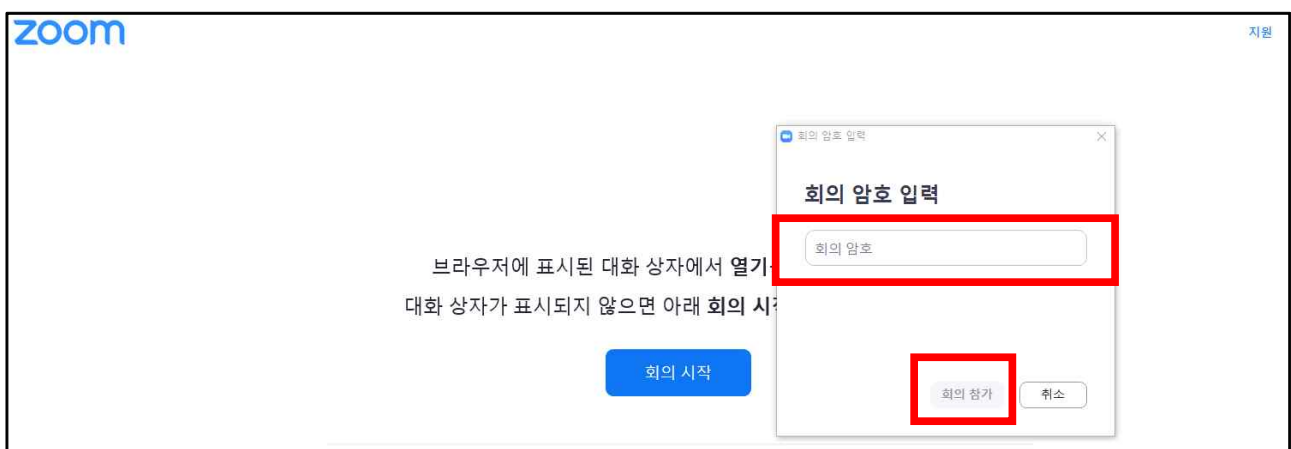 zoom
지원
회의 암호 입력
회의 암호 입력
회의 암호
브라우저에 표시된 대화 상자에서 열기
대화 상자가 표시되지 않으면 아래 회의 시
회의 시작
회의 참가
취소